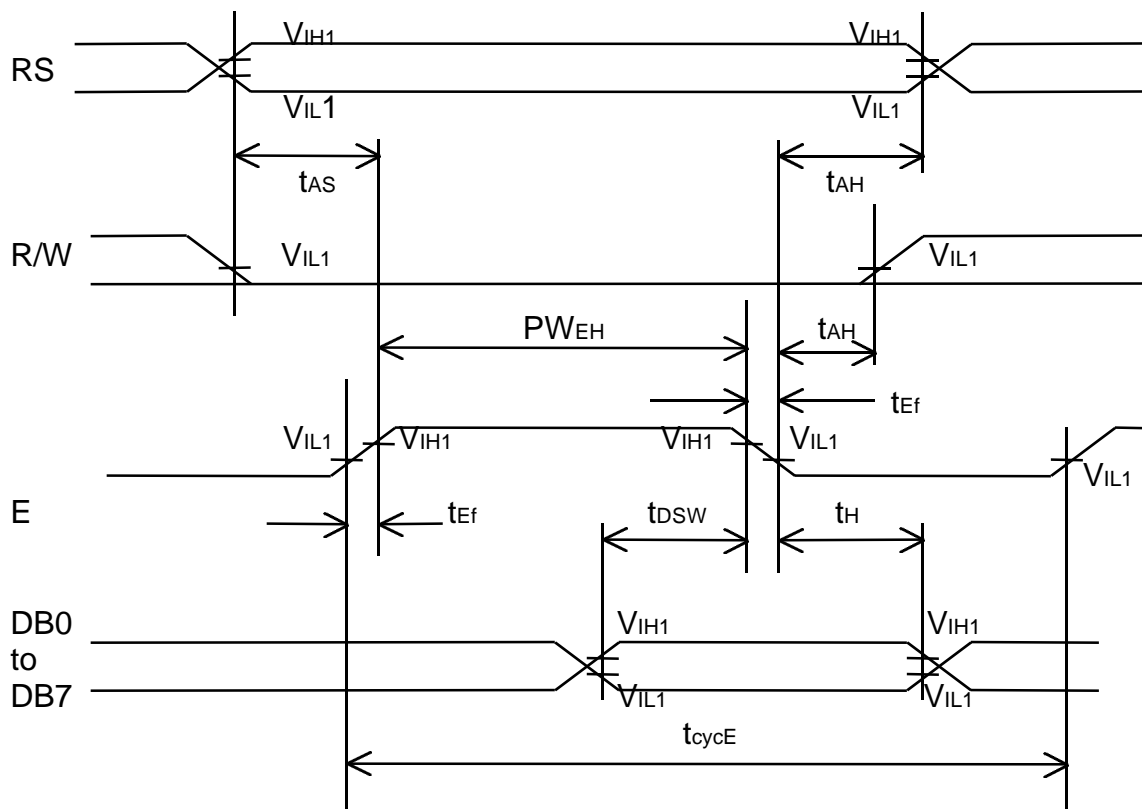 VIH1 VIH1
RS
VIL1 VIL1
tAS tAH
R/W VIL1 VIL1
PWEH tAH
tEf
VIL1 VIH1 VIH1 VIL1
VIL1
E tEf tDSW tH
DB0 VIH1 VIH1
to
DB7 VIL1 VIL1
tcycE